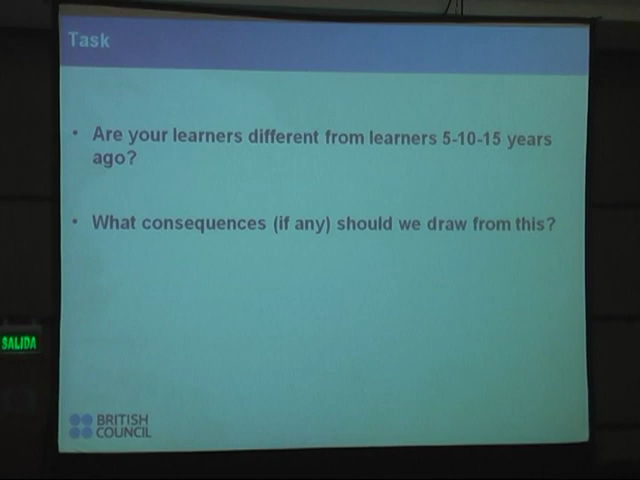 Task
• Are your learners different from learners 5-10-15 years
ago?
• What consequences (if any) should we draw from this?
SALIDA
BRITISH
COUNCIL